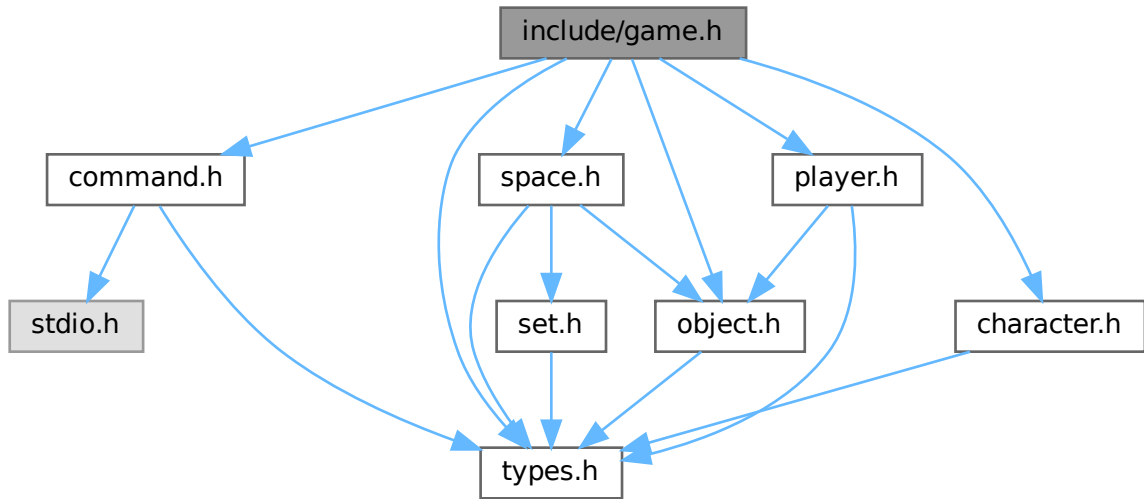 include/game.h
command.h
space.h
player.h
stdio.h
set.h
object.h
character.h
types.h